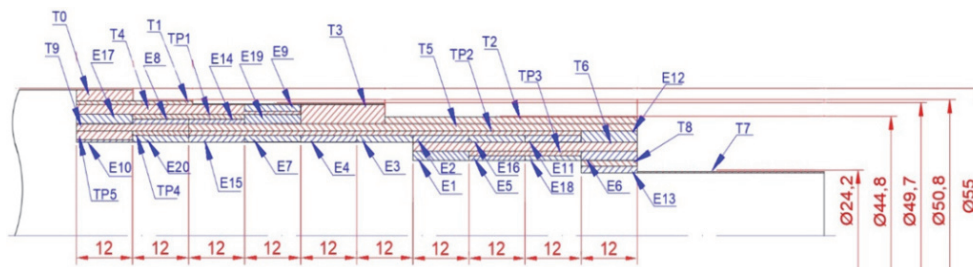 T0
T9 E17 T4 E8 T1 TP1 E14 E19 E9 T3 T5 TP2 T2 TP3 T6 E12
T8 T7
E10 E20 E15 E7 E4 E3 E2 E16 E11 E6
TP5 TP4 E1 E5 E18 E13
12 12 12 12 12 12 12 12 12 12
Ø24,2 Ø44,8 Ø49,7 Ø50,8 Ø55